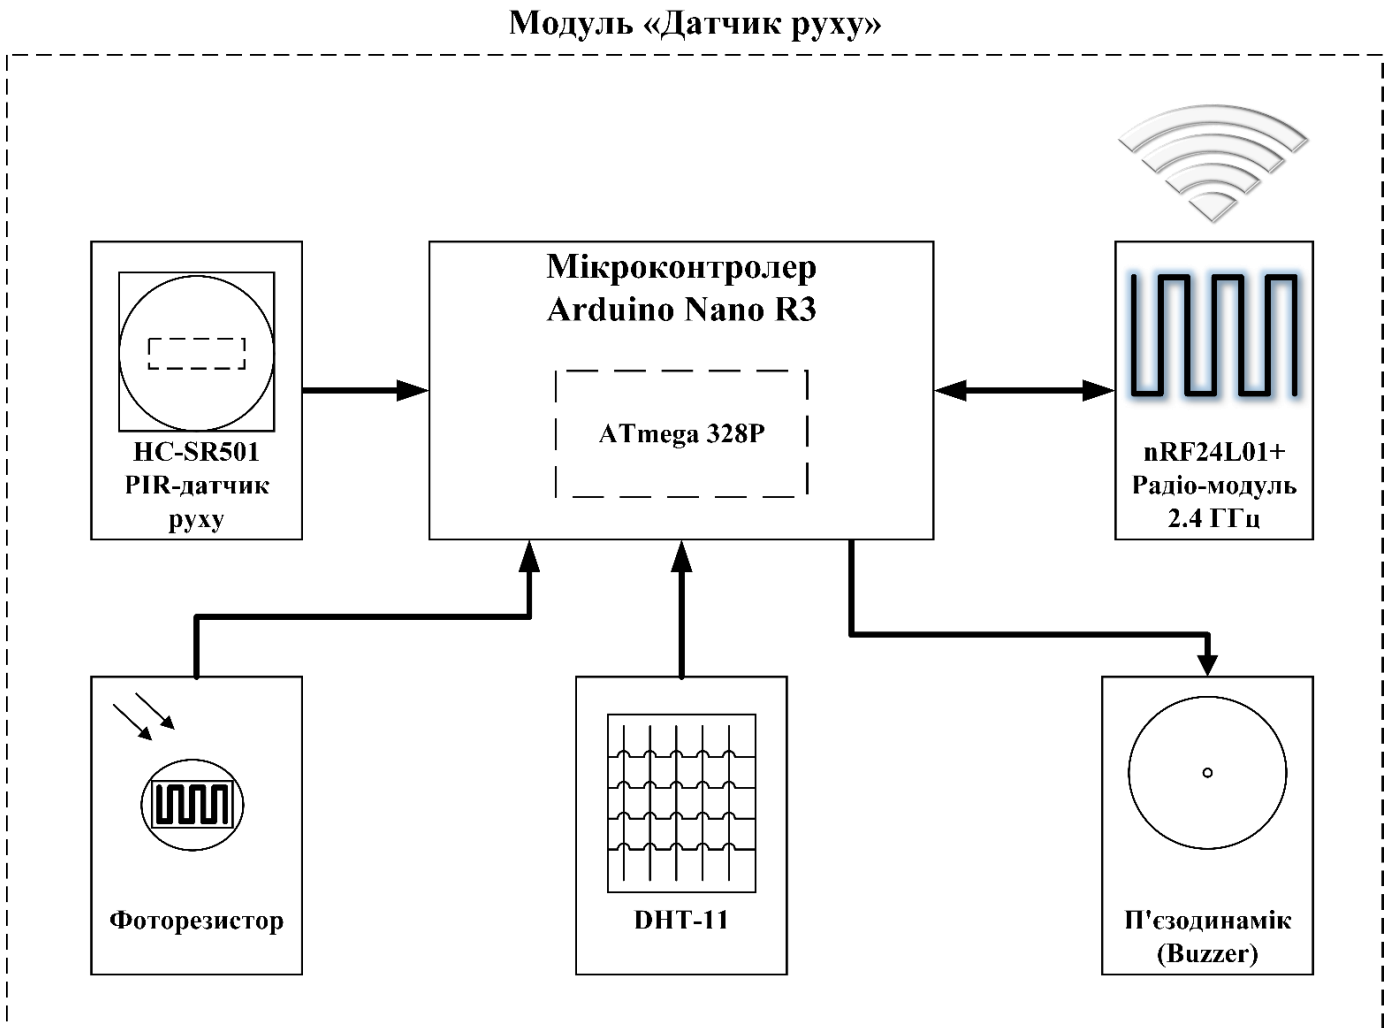 Модуль «Датчик руху»
Мікроконтролер
Arduino Nano R3
ATmega 328P
HC-SR501
PIR-датчик
руху
nRF24L01+
Радіо-модуль
2.4 ГГц
Фоторезистор
DHT-11
П'єзодинамік
(Buzzer)